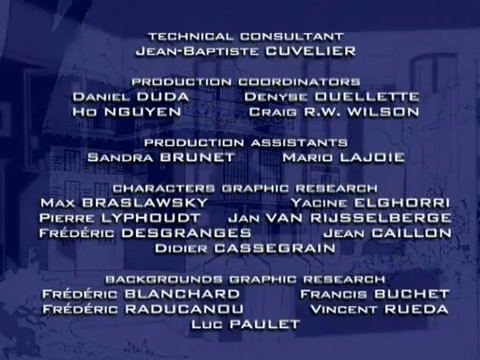 TECHNICAL CONSULTANT
JEAN-BAPTISTE CUVELIER
PRODUCTION COORDINATORS
DANIEL DUDA DENYSE OUELLETTE
HO NGUYEN CRAIG R.W. WILSON
PRODUCTION ASSISTANTS
SANDRA BRUNET MARIO LAJOIE
CHARACTERS GRAPHIC RESEARCH
MAX BRASLAWSKY YACINE ELGHORRI
PIERRE LYPHOUDT JAN VAN RIJSSELBERGE
FRÉDÉRIC DESGRANGES JEAN CAILLON
DIDIER CASSEGRAIN
BACKGROUNDS GRAPHIC RESEARCH
FRÉDÉRIC BLANCHARD FRANCIS BUCHET
FRÉDÉRIC RADUCANOU VINCENT RUEDA
LUC PAULET